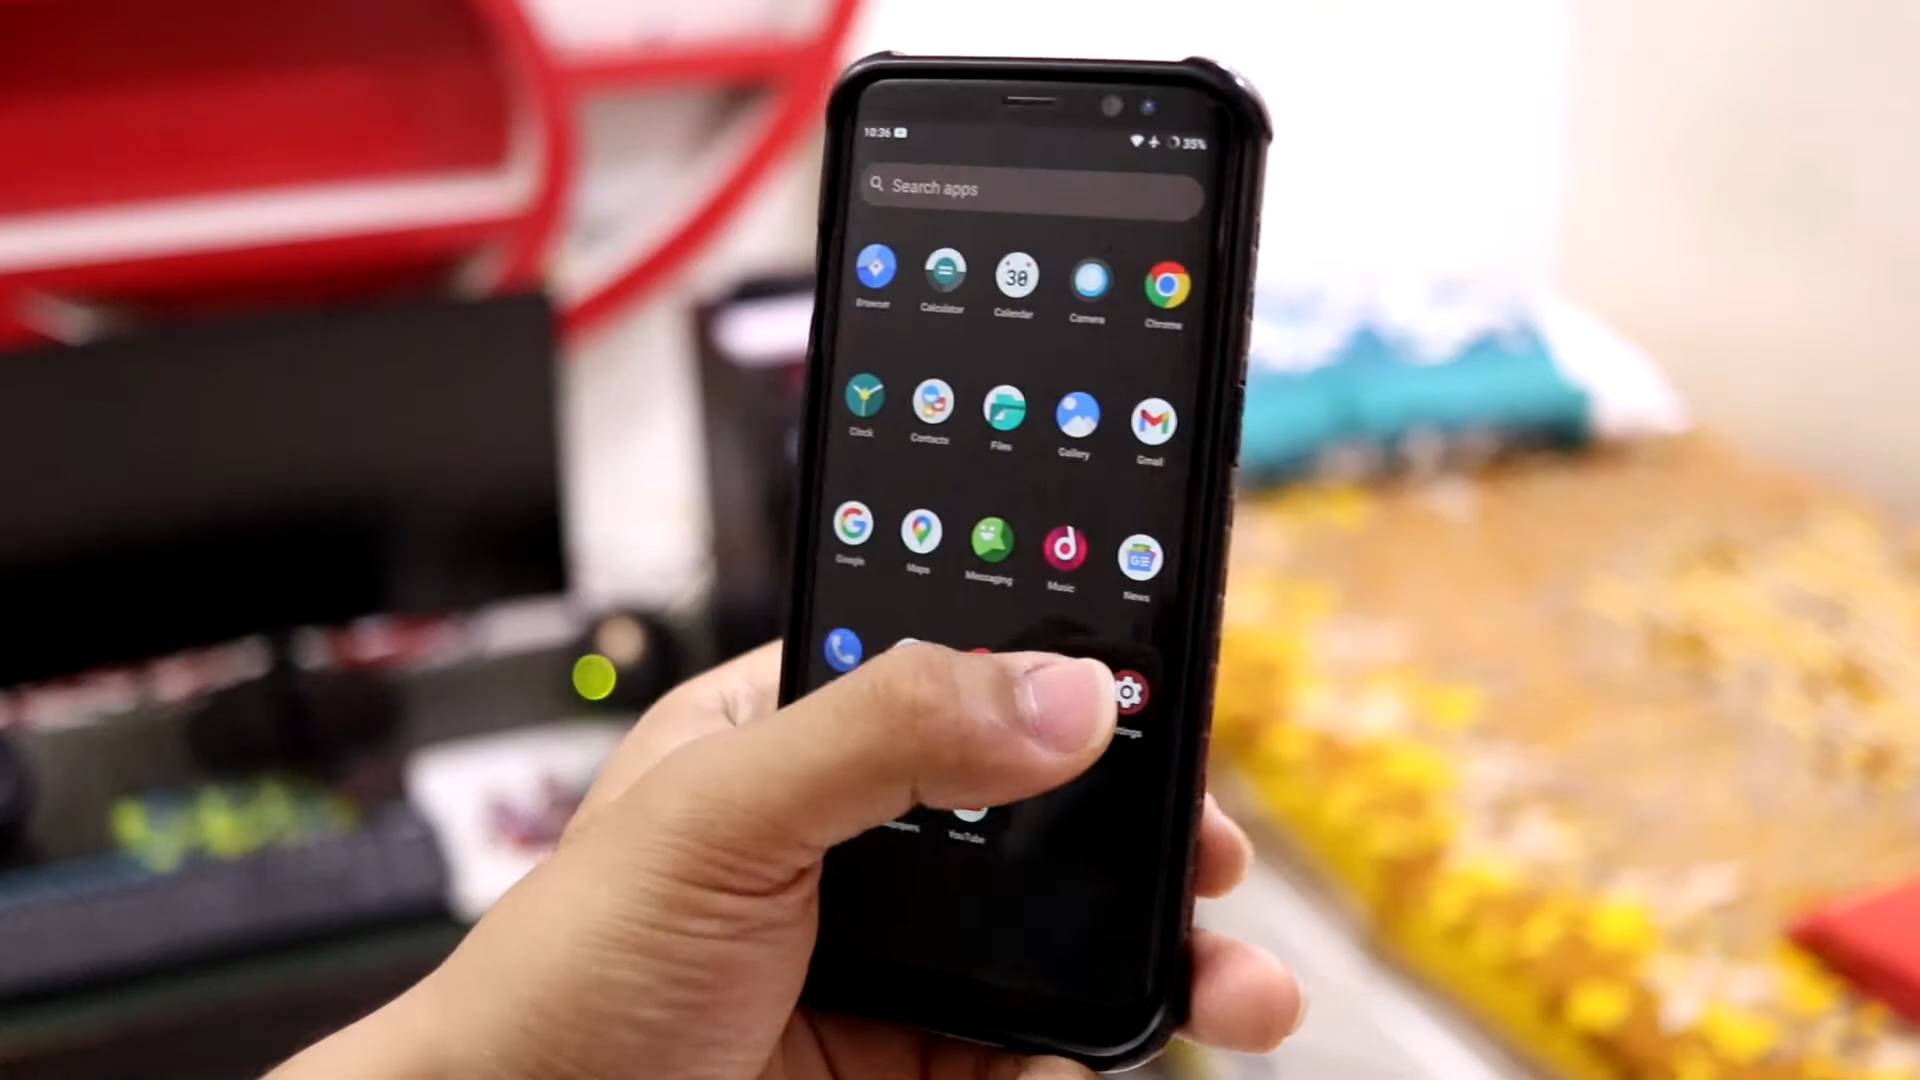 10:36 35%
Search apps
Browser Calculator Calendar Camera Chrome
30
Clock Contacts Files Gallery Gmail
Google Maps Messaging Music News
ttings
YouTube